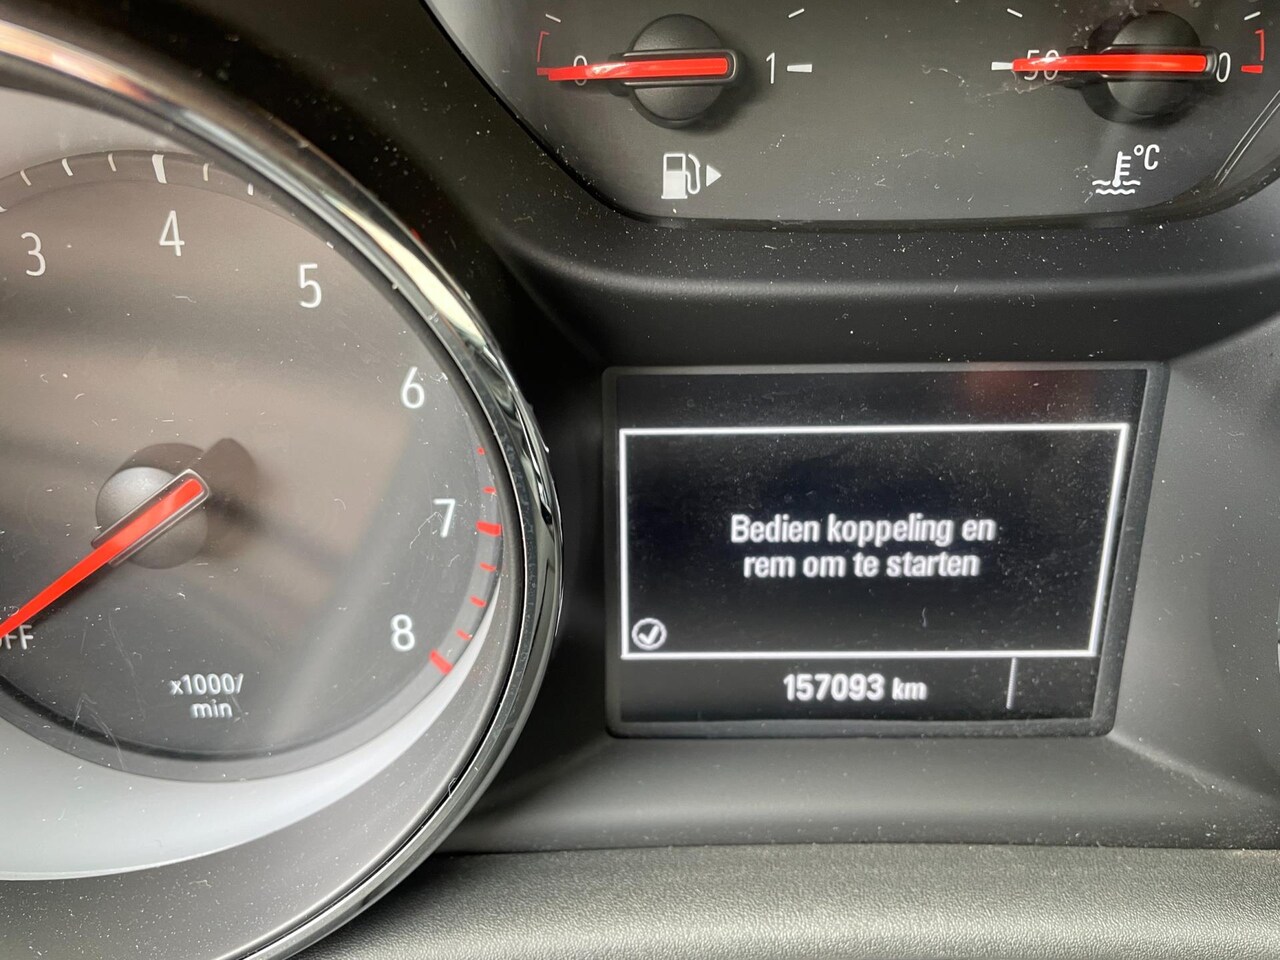 0 1 50
°C
3 4 5 6 7 8
x1000/
min
Bedien koppeling en
rem om te starten
157093 km